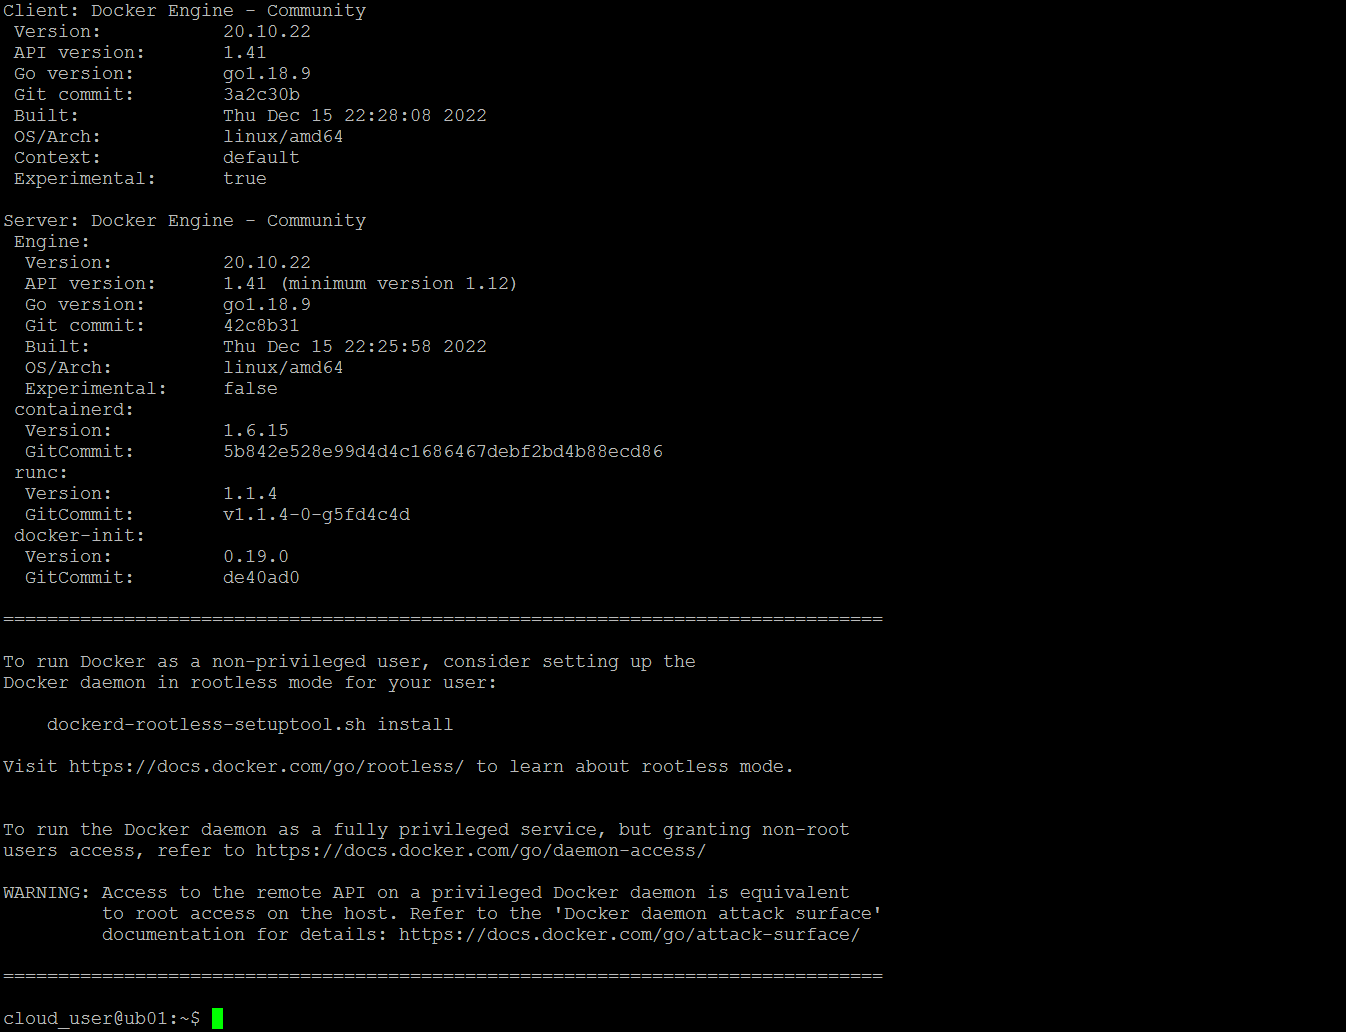 Client: Docker Engine - Community
 Version:           20.10.22
 API version:       1.41
 Go version:        go1.18.9
 Git commit:        3a2c30b
 Built:             Thu Dec 15 22:28:08 2022
 OS/Arch:           linux/amd64
 Context:           default
 Experimental:      true

Server: Docker Engine - Community
 Engine:
  Version:          20.10.22
  API version:      1.41 (minimum version 1.12)
  Go version:       go1.18.9
  Git commit:       42c8b31
  Built:            Thu Dec 15 22:25:58 2022
  OS/Arch:          linux/amd64
  Experimental:     false
 containerd:
  Version:          1.6.15
  GitCommit:        5b842e528e99d4d4c1686467debf2bd4b88ecd86
 runc:
  Version:          1.1.4
  GitCommit:        v1.1.4-0-g5fd4c4d
 docker-init:
  Version:          0.19.0
  GitCommit:        de40ad0

================================================================================

To run Docker as a non-privileged user, consider setting up the
Docker daemon in rootless mode for your user:

    dockerd-rootless-setuptool.sh install

Visit https://docs.docker.com/go/rootless/ to learn about rootless mode.


To run the Docker daemon as a fully privileged service, but granting non-root
users access, refer to https://docs.docker.com/go/daemon-access/

WARNING: Access to the remote API on a privileged Docker daemon is equivalent
         to root access on the host. Refer to the 'Docker daemon attack surface'
         documentation for details: https://docs.docker.com/go/attack-surface/

================================================================================

cloud_user@ub01:~$